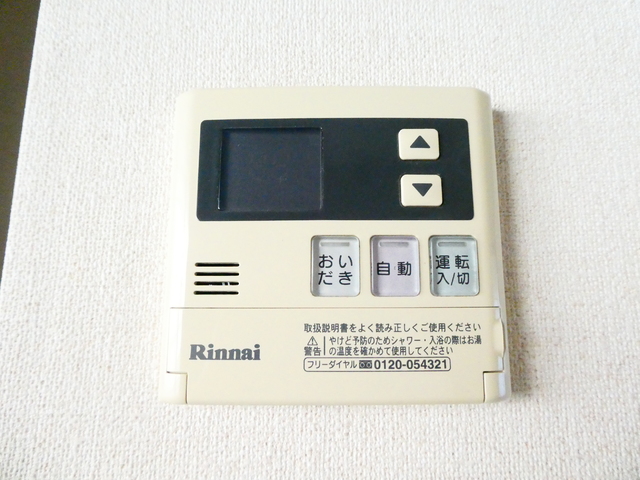 ▲
▼
おい
だき
自動
運転
入/切
取扱説明書をよく読み正しくご使用ください
警告 やけど予防のためシャワー・入浴の際はお湯
の温度を確かめて使用してください
フリーダイヤル 0120-054321
Rinnai